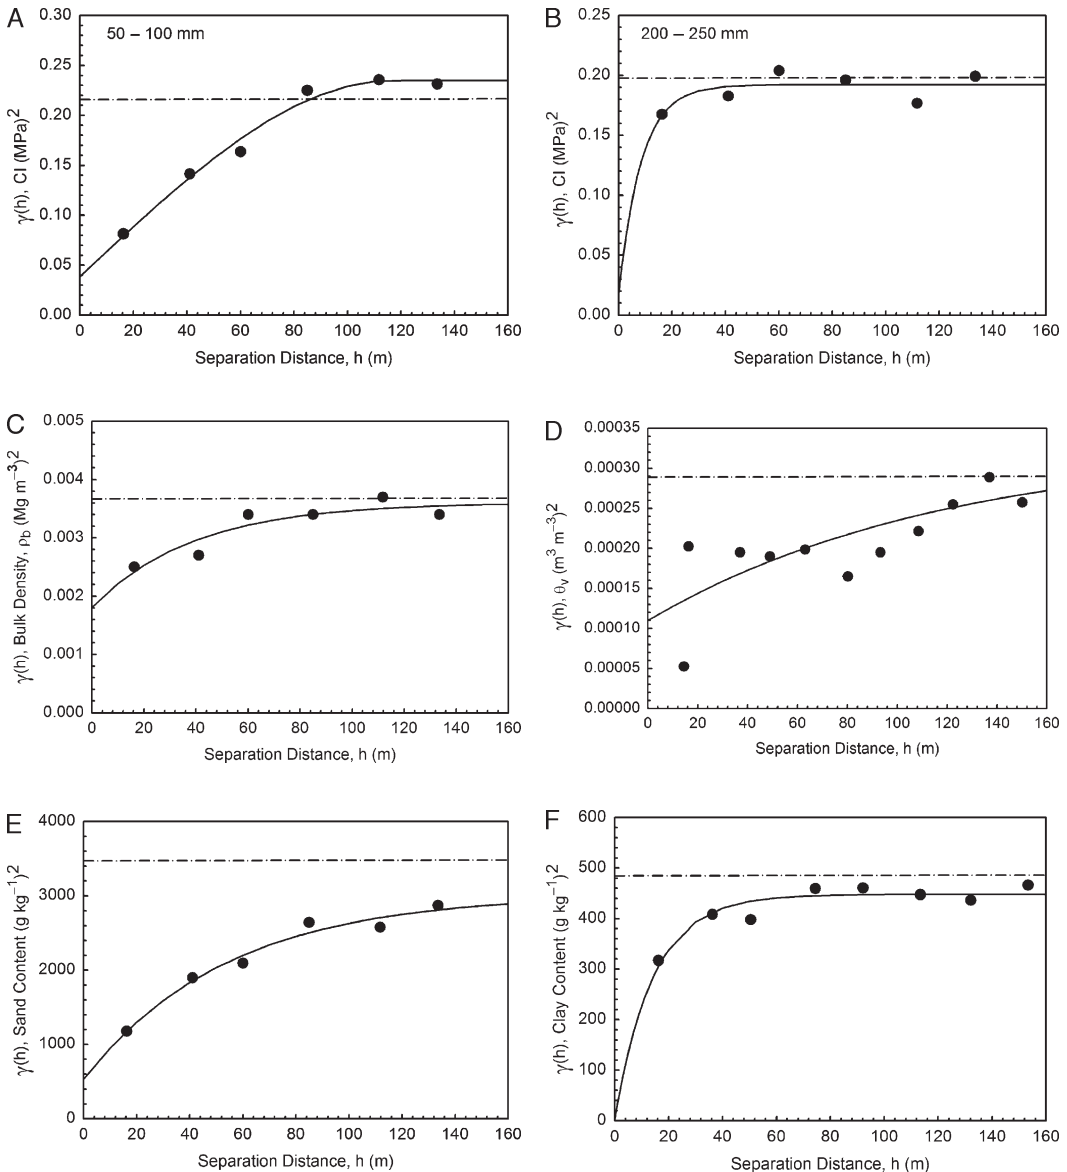 A
50 – 100 mm
0.30
0.25
0.20
0.15
0.10
0.05
0.00
γ(h), CI (MPa)²
0 20 40 60 80 100 120 140 160
Separation Distance, h (m)
B
200 – 250 mm
0.25
0.20
0.15
0.10
0.05
0.00
γ(h), CI (MPa)²
0 20 40 60 80 100 120 140 160
Separation Distance, h (m)
C
0.005
0.004
0.003
0.002
0.001
0.000
γ(h), Bulk Density, ρb (Mg m⁻³)²
0 20 40 60 80 100 120 140 160
Separation Distance, h (m)
D
0.00035
0.00030
0.00025
0.00020
0.00015
0.00010
0.00005
0.00000
γ(h), θv (m³ m⁻³)²
0 20 40 60 80 100 120 140 160
Separation Distance, h (m)
E
4000
3000
2000
1000
0
γ(h), Sand Content (g kg⁻¹)²
0 20 40 60 80 100 120 140 160
Separation Distance, h (m)
F
600
500
400
300
200
100
0
γ(h), Clay Content (g kg⁻¹)²
0 20 40 60 80 100 120 140 160
Separation Distance, h (m)